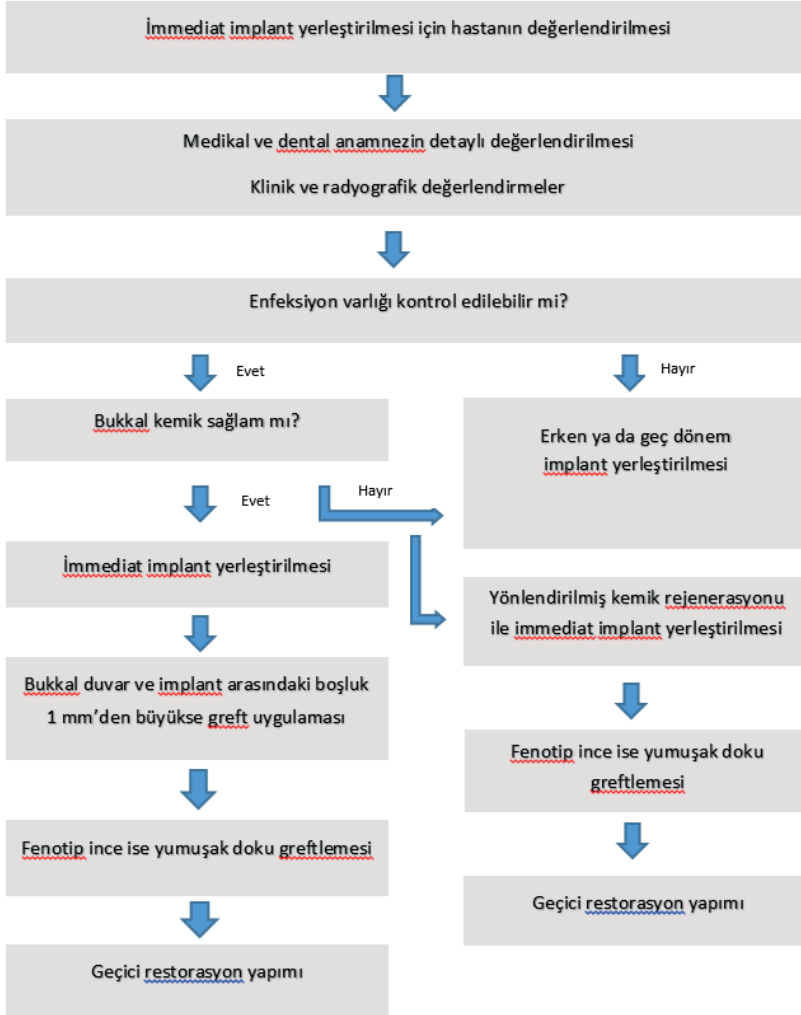 İmmediat implant yerleştirilmesi için hastanın değerlendirilmesi
Medikal ve dental anamnezin detaylı değerlendirilmesi
Klinik ve radyografik değerlendirmeler
Enfeksiyon varlığı kontrol edilebilir mi?
Evet
Hayır
Bukkal kemik sağlam mı?
Erken ya da geç dönem
implant yerleştirilmesi
Evet
Hayır
İmmediat implant yerleştirilmesi
Yönlendirilmiş kemik rejenerasyonu
ile immediat implant yerleştirilmesi
Bukkal duvar ve implant arasındaki boşluk
1 mm'den büyükse greft uygulaması
Fenotip ince ise yumuşak doku
greftlemesi
Fenotip ince ise yumuşak doku greftlemesi
Geçici restorasyon yapımı
Geçici restorasyon yapımı